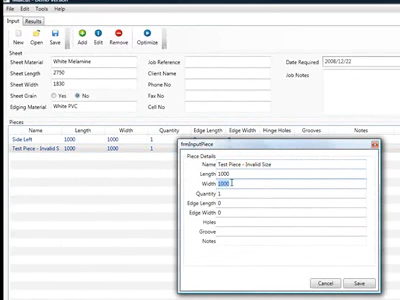 Maxcut - Demo Version
File Edit Tools Help
Input Results
New Open Save Add Edit Remove Optimize
Sheet
Sheet Material White Melamine Job Reference Date Required 2008/12/22
Sheet Length 2750 Client Name Job Notes
Sheet Width 1830 Phone No
Sheet Grain Yes No Fax No
Edging Material White PVC Cell No
Pieces
Name Length Width Quantity Edge Length Edge Width Hinge Holes Grooves Notes
Side Left 1000 1000 1
Test Piece - Invalid S 1000 1000 1
frmInputPiece
Piece Details
Name Test Piece - Invalid Size
Length 1000
Width 1000
Quantity 1
Edge Length 0
Edge Width 0
Holes
Groove
Notes
Cancel Save